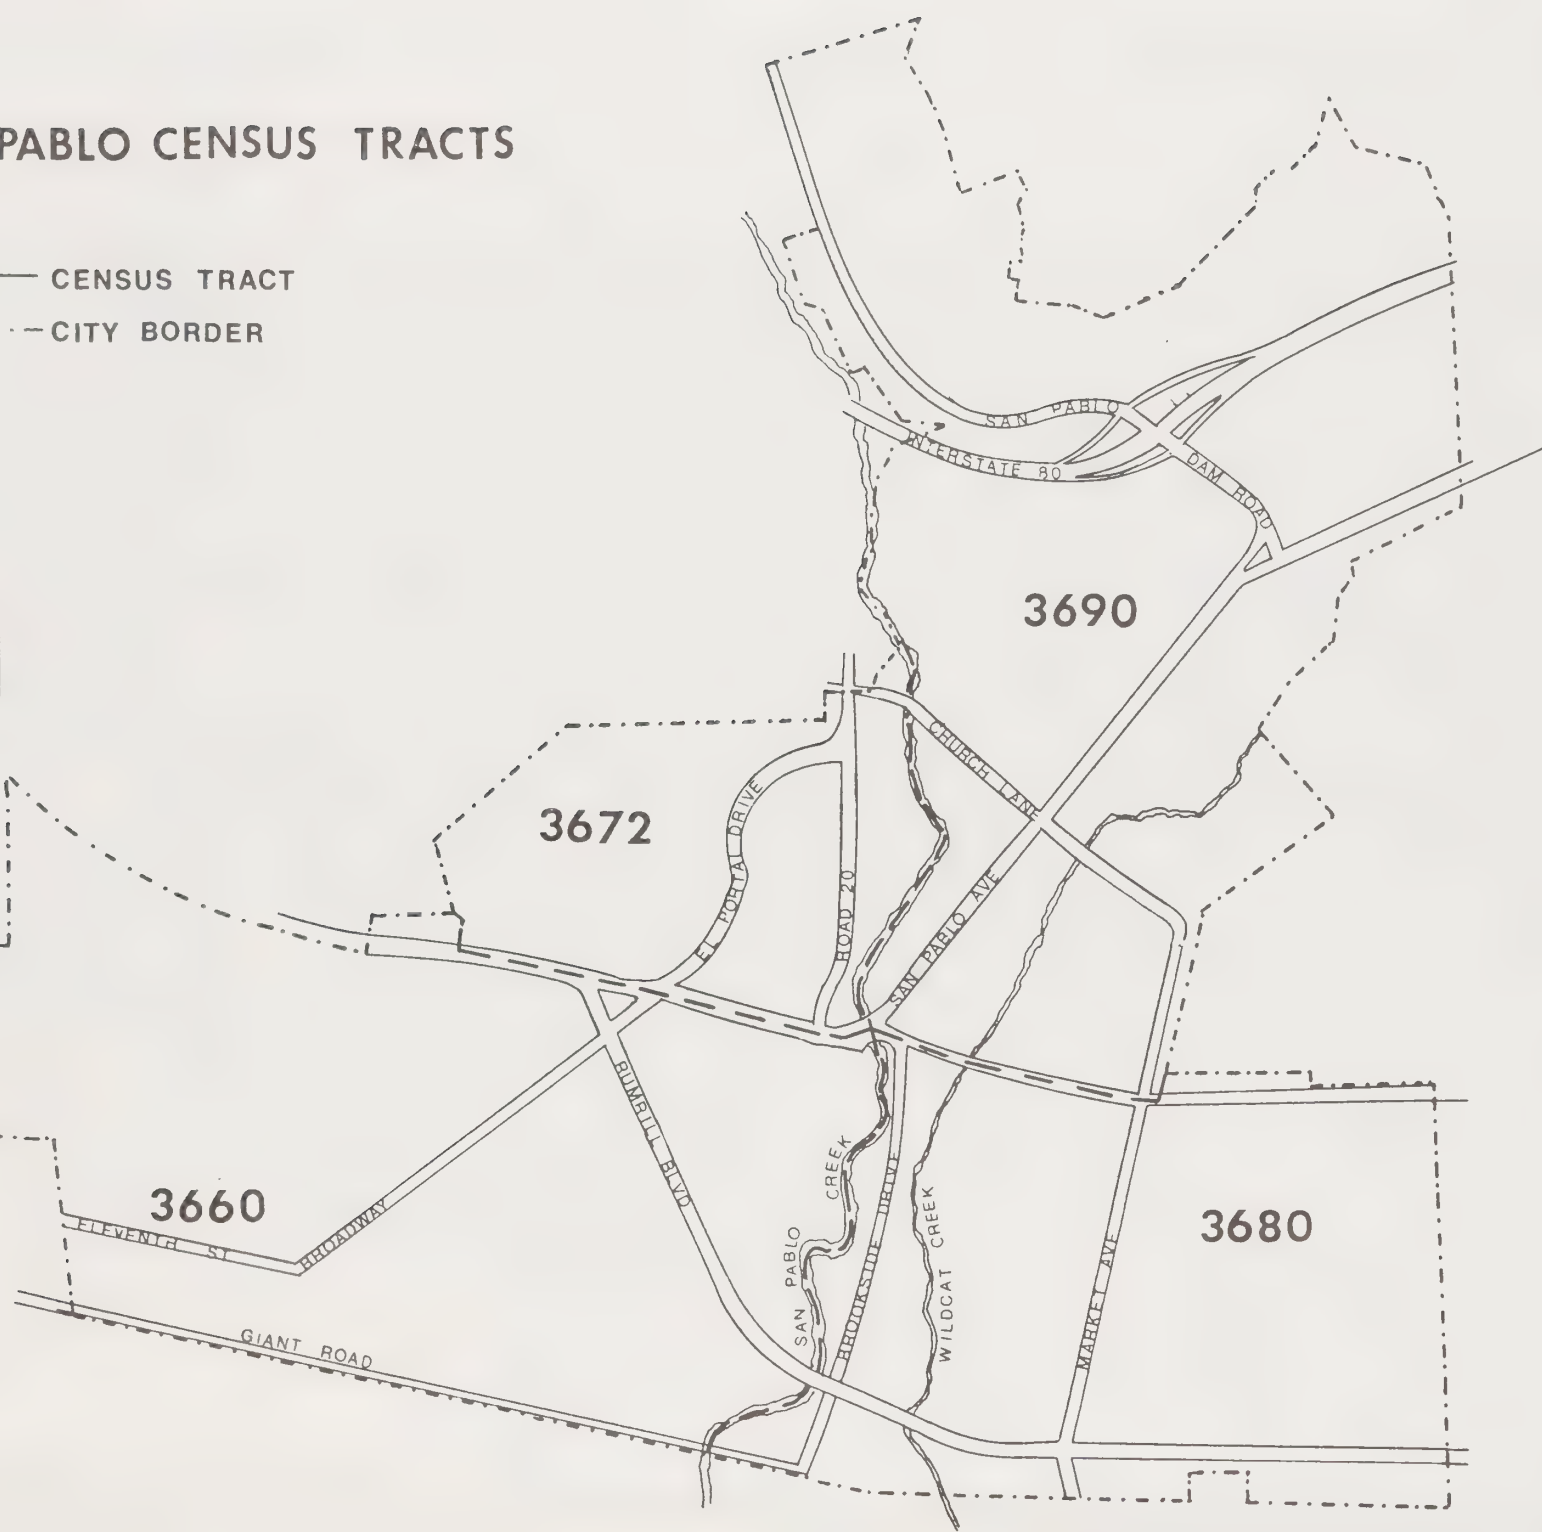 PABLO CENSUS TRACTS
CENSUS TRACT
CITY BORDER
SAN PABLO
INTERSTATE 80
DAM ROAD
3690
CHURCH LANE
3672
EL PORTAL DRIVE
ROAD 20
SAN PABLO AVE
RUMRILL BLVD
SAN PABLO CREEK
BROOKSIDE DRIVE
WILDCAT CREEK
MARKET AVE
3660
ELEVENTH ST
BROADWAY
3680
GIANT ROAD